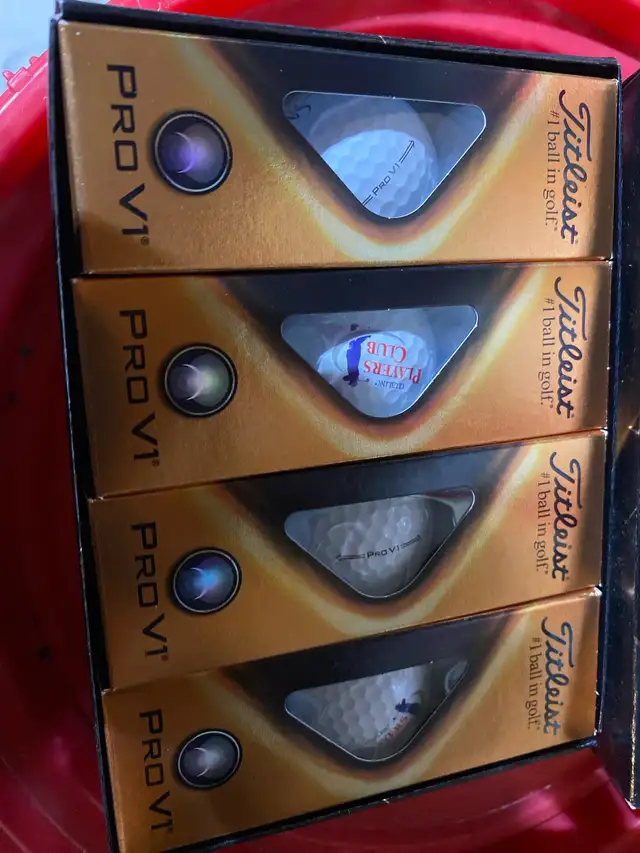 PRO V1®
PRO V1
Titleist
#1 ball in golf.®
PRO V1®
PLAYERS
CLUB
Titleist
#1 ball in golf.®
PRO V1®
PRO V1
Titleist
#1 ball in golf.®
PRO V1®
Titleist
#1 ball in golf.®